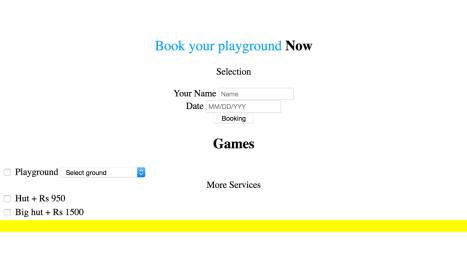 Book your playground Now
Selection
Your Name Name
Date MM/DD/YYY
Booking
Games
Playground Select ground
More Services
Hut + Rs 950
Big hut + Rs 1500